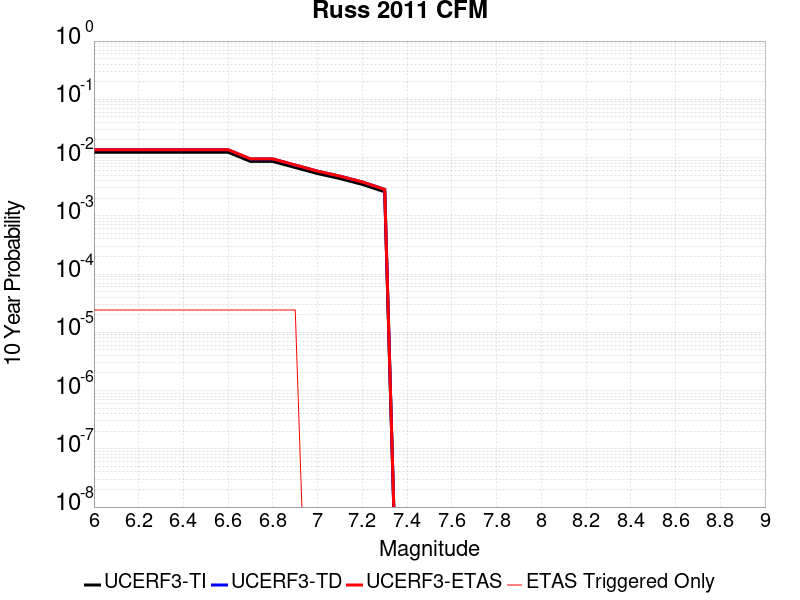 Russ 2011 CFM
10^0
10^-1
10^-2
10^-3
10^-4
10^-5
10^-6
10^-7
10^-8
10 Year Probability
6 6.2 6.4 6.6 6.8 7 7.2 7.4 7.6 7.8 8 8.2 8.4 8.6 8.8 9
Magnitude
UCERF3-TI UCERF3-TD UCERF3-ETAS ETAS Triggered Only